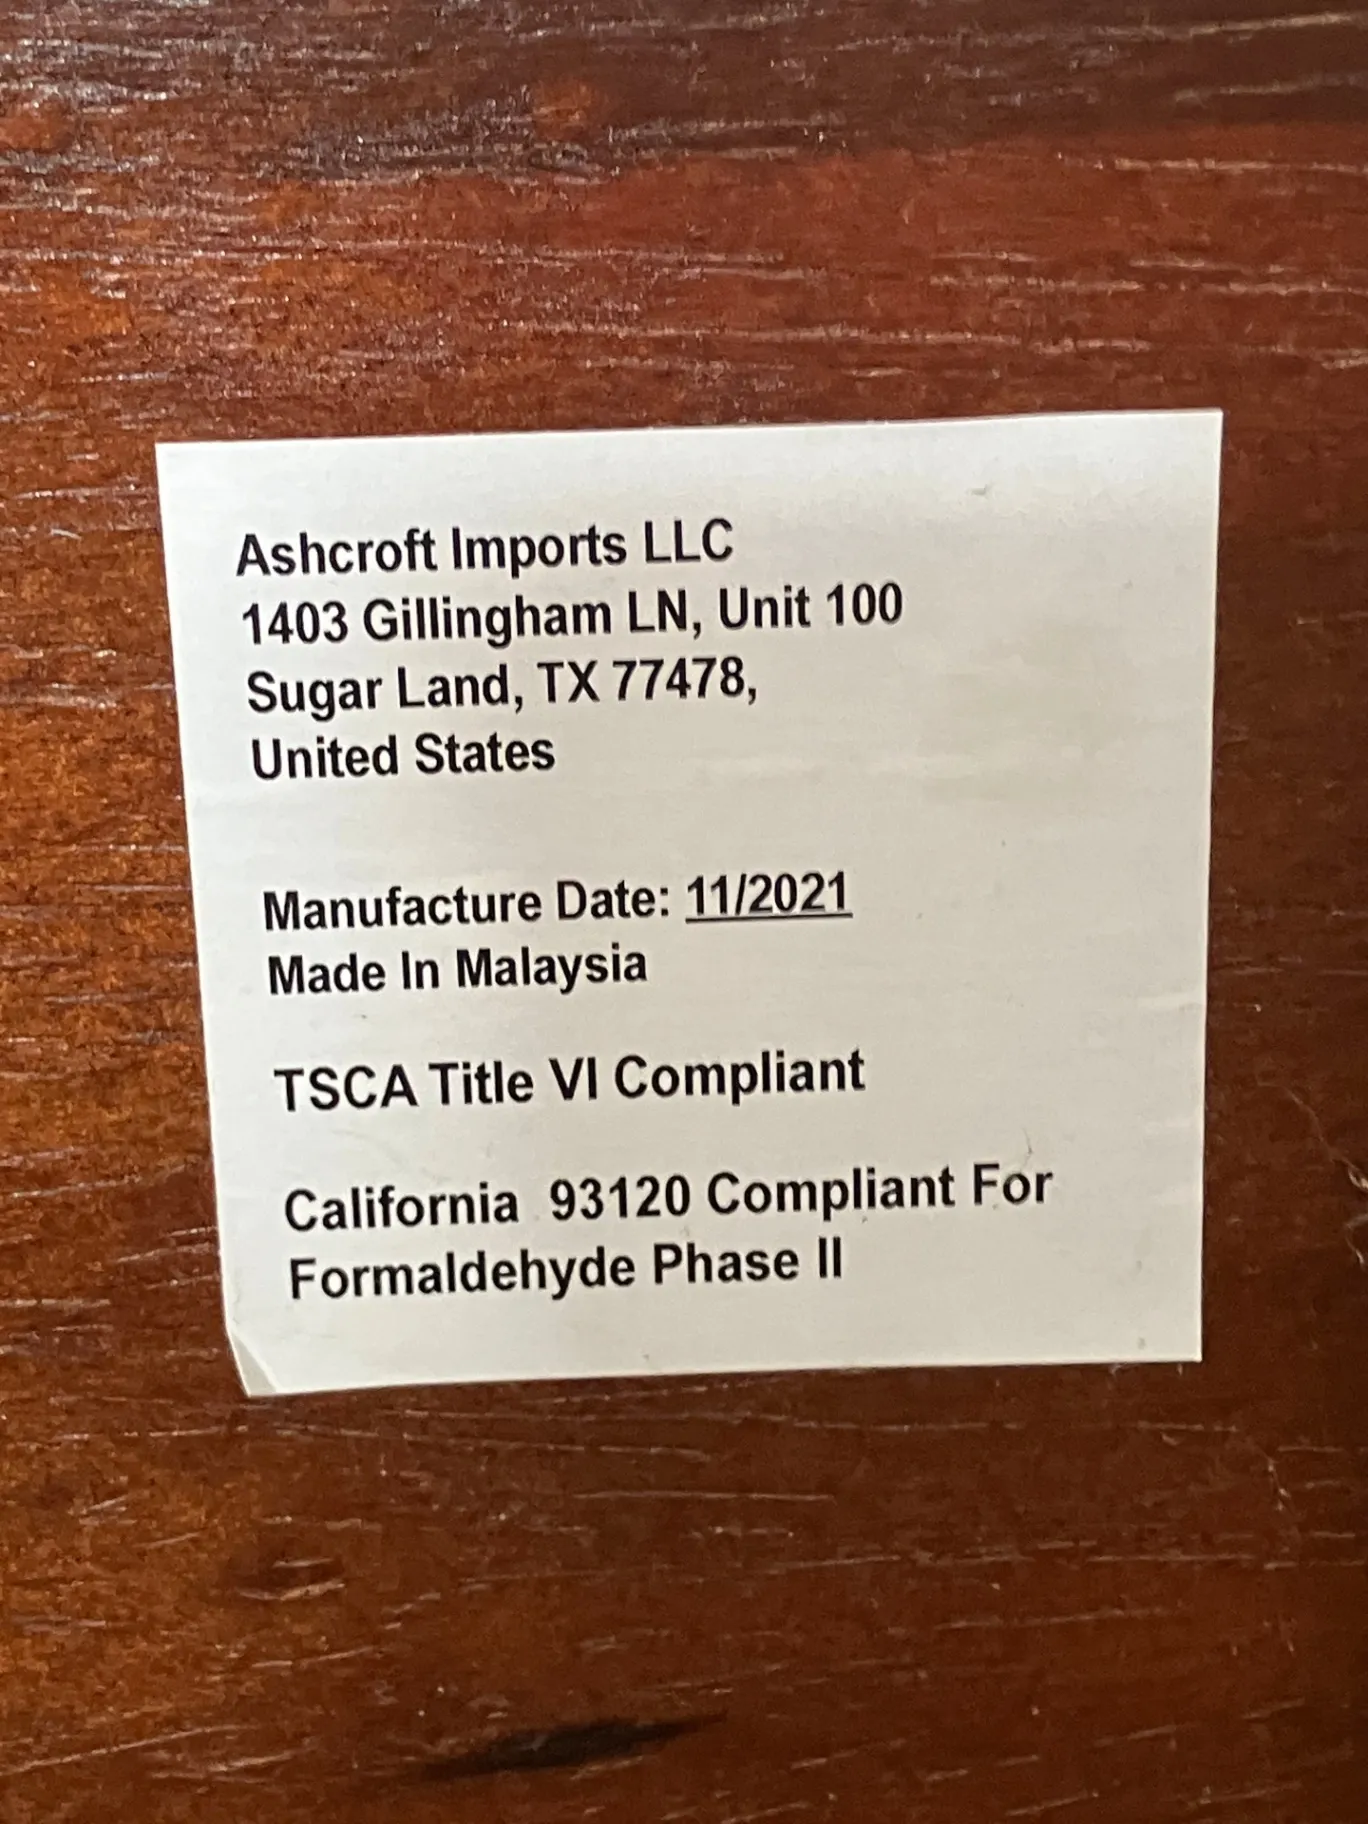 Ashcroft Imports LLC
1403 Gillingham LN, Unit 100
Sugar Land, TX 77478,
United States
Manufacture Date: 11/2021
Made In Malaysia
TSCA Title VI Compliant
California 93120 Compliant For
Formaldehyde Phase II